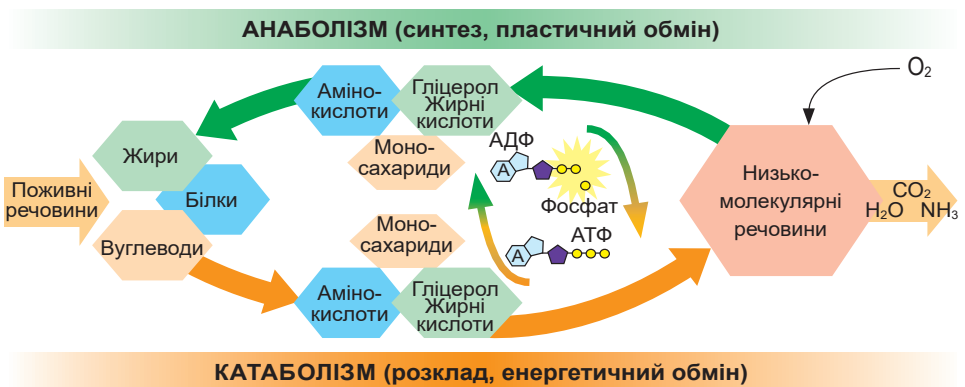 АНАБОЛІЗМ (синтез, пластичний обмін)
O₂
Аміно-
кислоти
Гліцерол
Жирні
кислоти
Моно-
сахариди
АДФ
А
Фосфат
Жири
Поживні
речовини
Білки
Вуглеводи
Низько-
молекулярні
речовини
CO₂
H₂O NH₃
Моно-
сахариди
АТФ
А
Аміно-
кислоти
Гліцерол
Жирні
кислоти
КАТАБОЛІЗМ (розклад, енергетичний обмін)